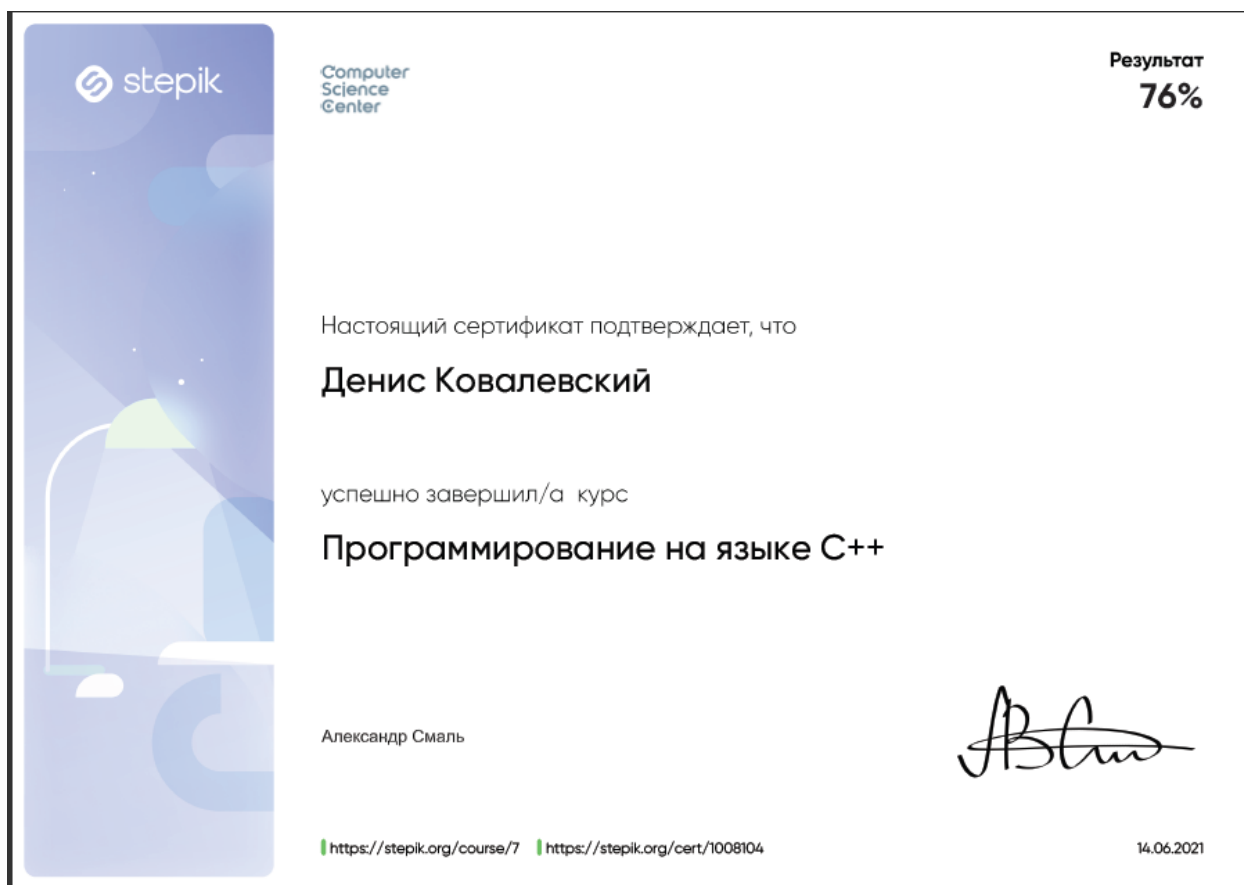 stepik
Computer
Science
Center
Результат
76%
Настоящий сертификат подтверждает, что
Денис Ковалевский
успешно завершил/а курс
Программирование на языке C++
Александр Смаль
https://stepik.org/course/7 https://stepik.org/cert/1008104
14.06.2021